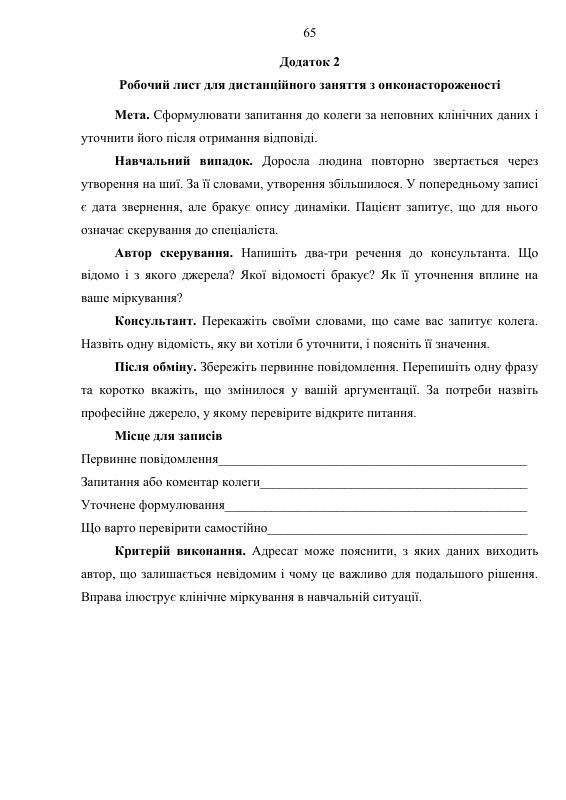 65
Додаток 2
Робочий лист для дистанційного заняття з онконастороженості
Мета. Сформулювати запитання до колеги за неповних клінічних даних і
уточнити його після отримання відповіді.
Навчальний випадок. Доросла людина повторно звертається через
утворення на шиї. За її словами, утворення збільшилося. У попередньому записі
є дата звернення, але бракує опису динаміки. Пацієнт запитує, що для нього
означає скерування до спеціаліста.
Автор скерування. Напишіть два-три речення до консультанта. Що
відомо і з якого джерела? Якої відомості бракує? Як її уточнення вплине на
ваше міркування?
Консультант. Перекажіть своїми словами, що саме вас запитує колега.
Назвіть одну відомість, яку ви хотіли б уточнити, і поясніть її значення.
Після обміну. Збережіть первинне повідомлення. Перепишіть одну фразу
та коротко вкажіть, що змінилося у вашій аргументації. За потреби назвіть
професійне джерело, у якому перевірите відкрите питання.
Місце для записів
Первинне повідомлення_______________________________________________
Запитання або коментар колеги_________________________________________
Уточнене формулювання______________________________________________
Що варто перевірити самостійно________________________________________
Критерій виконання. Адресат може пояснити, з яких даних виходить
автор, що залишається невідомим і чому це важливо для подальшого рішення.
Вправа ілюструє клінічне міркування в навчальній ситуації.